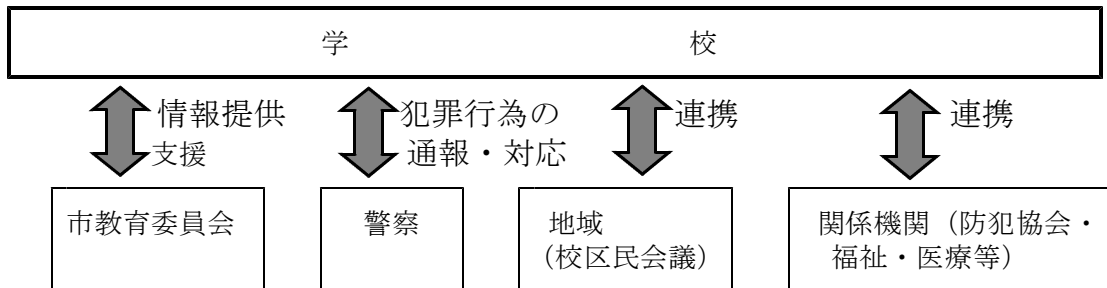 学　校
情報提供
支援
犯罪行為の
通報・対応
連携
連携
市教育委員会
警察
地域
（校区民会議）
関係機関（防犯協会・
福祉・医療等）